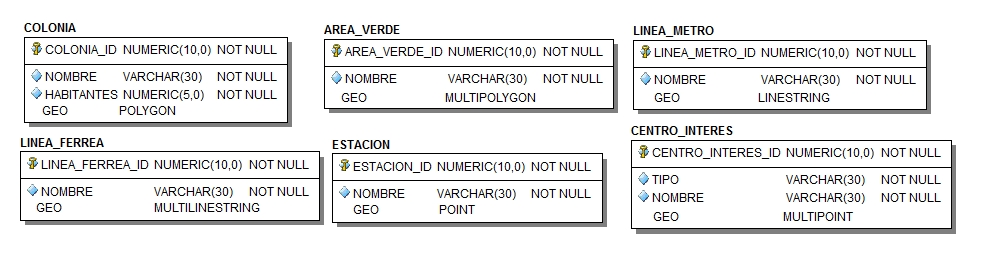 COLONIA
COLONIA_ID NUMERIC(10,0) NOT NULL
NOMBRE VARCHAR(30) NOT NULL
HABITANTES NUMERIC(5,0) NOT NULL
GEO POLYGON
AREA_VERDE
AREA_VERDE_ID NUMERIC(10,0) NOT NULL
NOMBRE VARCHAR(30) NOT NULL
GEO MULTIPOLYGON
LINEA_METRO
LINEA_METRO_ID NUMERIC(10,0) NOT NULL
NOMBRE VARCHAR(30) NOT NULL
GEO LINESTRING
LINEA_FERREA
LINEA_FERREA_ID NUMERIC(10,0) NOT NULL
NOMBRE VARCHAR(30) NOT NULL
GEO MULTILINESTRING
ESTACION
ESTACION_ID NUMERIC(10,0) NOT NULL
NOMBRE VARCHAR(30) NOT NULL
GEO POINT
CENTRO_INTERES
CENTRO_INTERES_ID NUMERIC(10,0) NOT NULL
TIPO VARCHAR(30) NOT NULL
NOMBRE VARCHAR(30) NOT NULL
GEO MULTIPOINT